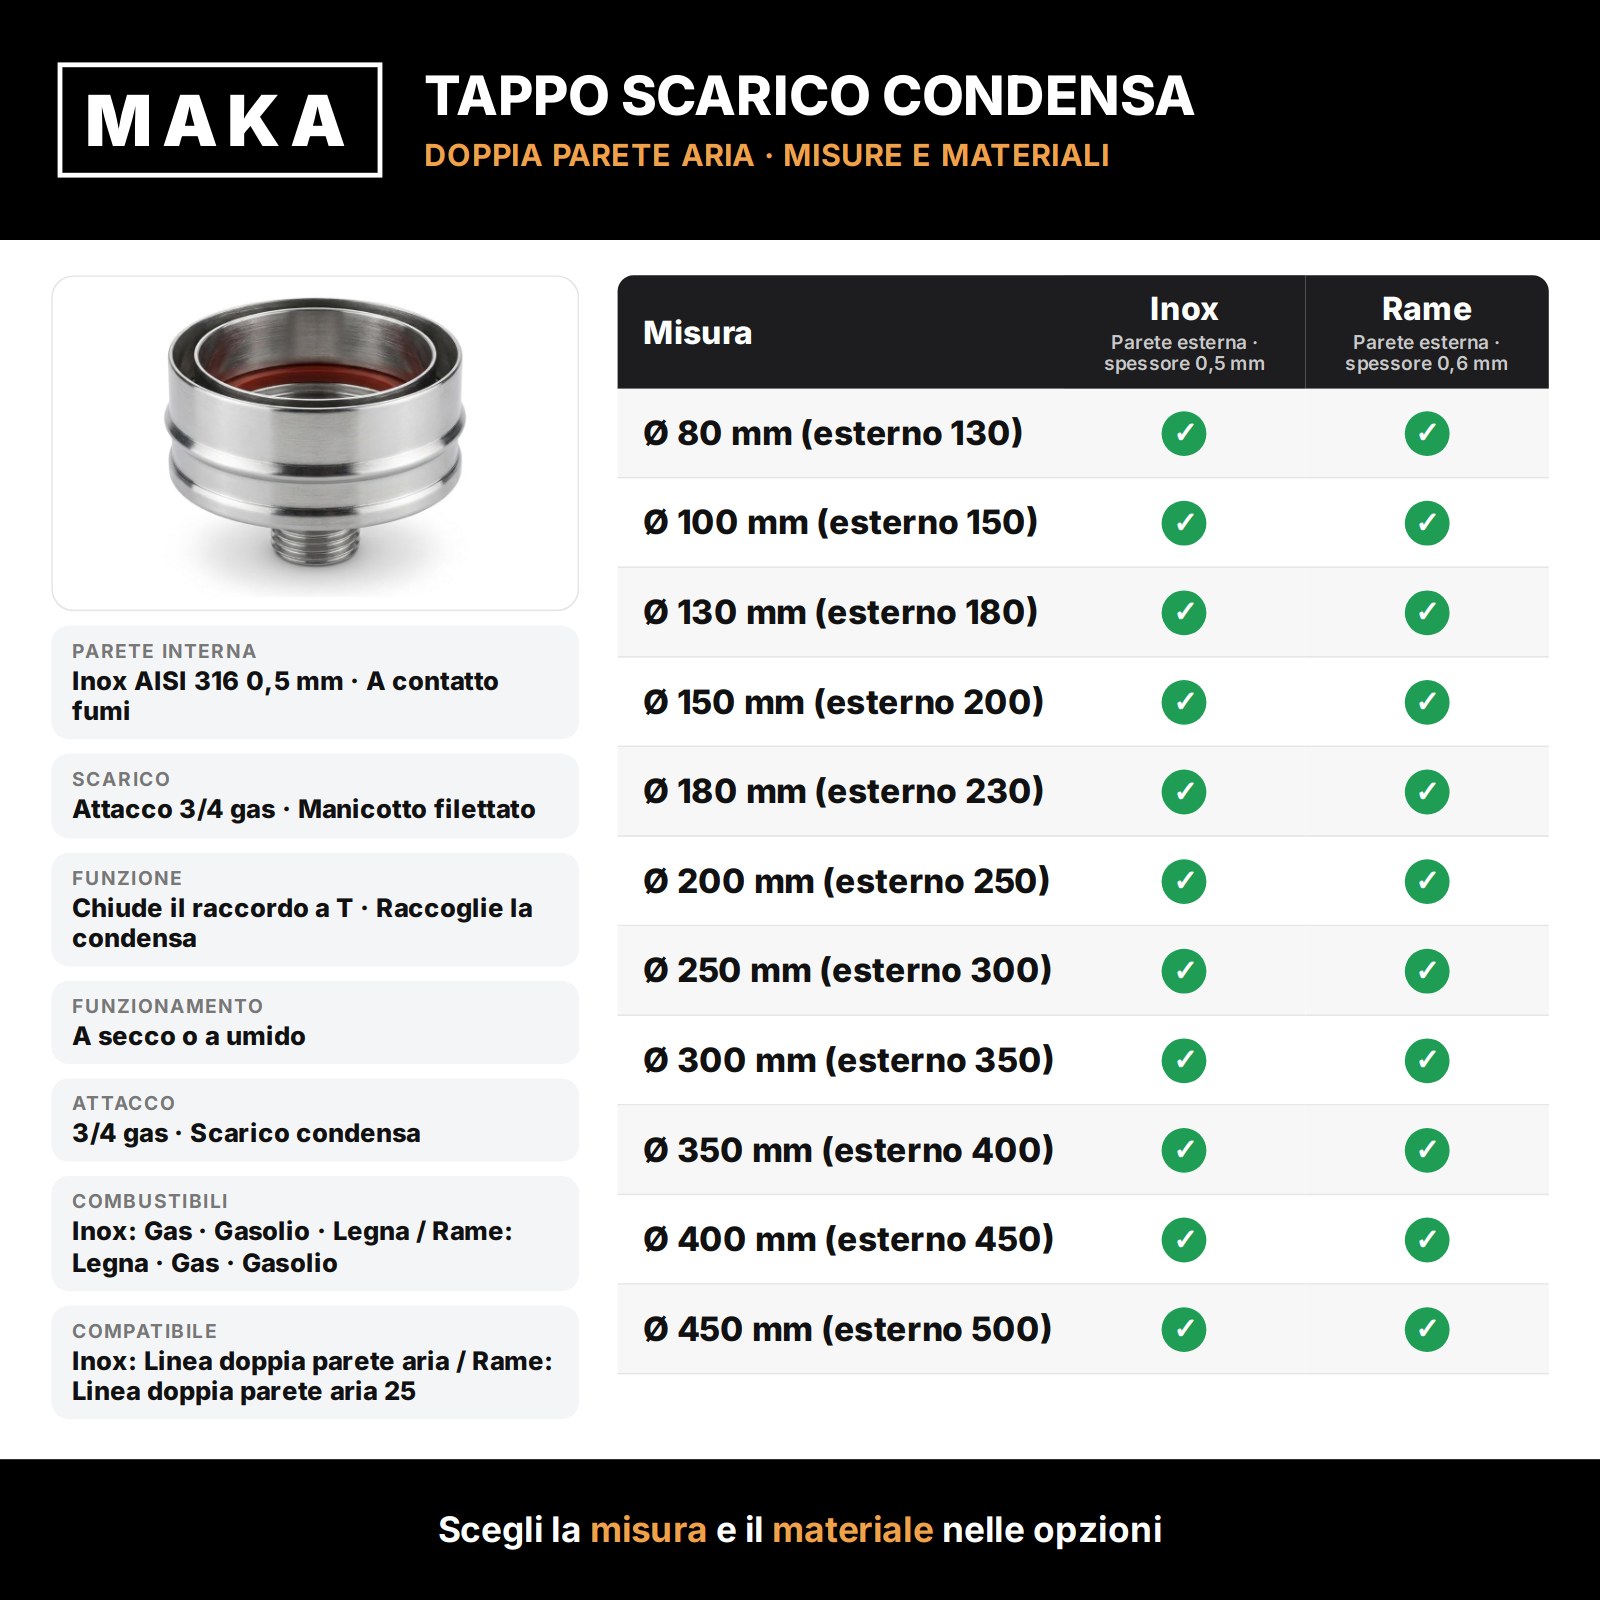 MAKA
TAPPO SCARICO CONDENSA
DOPPIA PARETE ARIA · MISURE E MATERIALI
PARETE INTERNA
Inox AISI 316 0,5 mm · A contatto
fumi
SCARICO
Attacco 3/4 gas · Manicotto filettato
FUNZIONE
Chiude il raccordo a T · Raccoglie la
condensa
FUNZIONAMENTO
A secco o a umido
ATTACCO
3/4 gas · Scarico condensa
COMBUSTIBILI
Inox: Gas · Gasolio · Legna / Rame:
Legna · Gas · Gasolio
COMPATIBILE
Inox: Linea doppia parete aria / Rame:
Linea doppia parete aria 25
Misura
Inox
Parete esterna ·
spessore 0,5 mm
Rame
Parete esterna ·
spessore 0,6 mm
Ø 80 mm (esterno 130) ✓ ✓
Ø 100 mm (esterno 150) ✓ ✓
Ø 130 mm (esterno 180) ✓ ✓
Ø 150 mm (esterno 200) ✓ ✓
Ø 180 mm (esterno 230) ✓ ✓
Ø 200 mm (esterno 250) ✓ ✓
Ø 250 mm (esterno 300) ✓ ✓
Ø 300 mm (esterno 350) ✓ ✓
Ø 350 mm (esterno 400) ✓ ✓
Ø 400 mm (esterno 450) ✓ ✓
Ø 450 mm (esterno 500) ✓ ✓
Scegli la misura e il materiale nelle opzioni